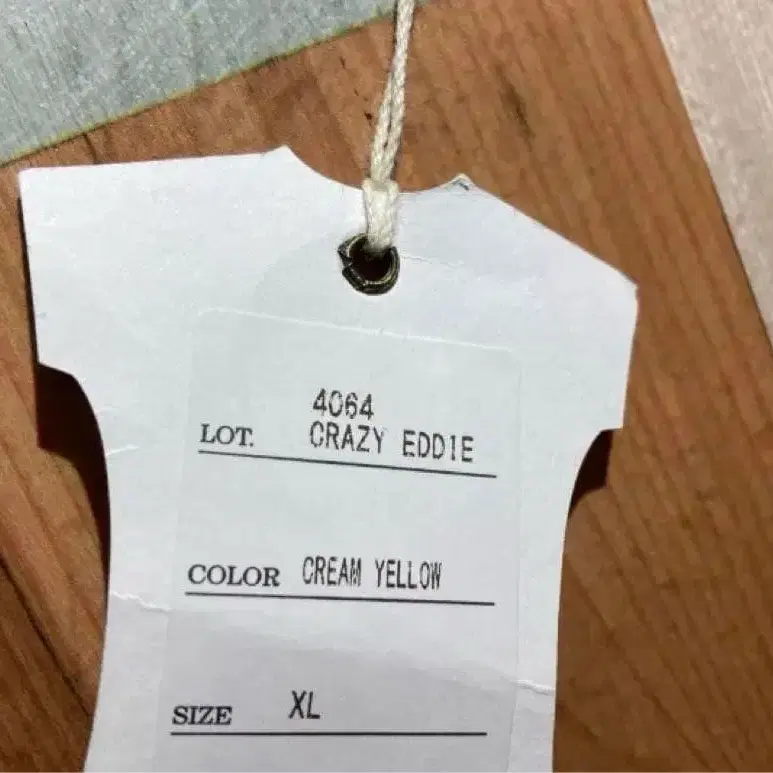 4064
LOT. CRAZY EDDIE
COLOR CREAM YELLOW
SIZE XL